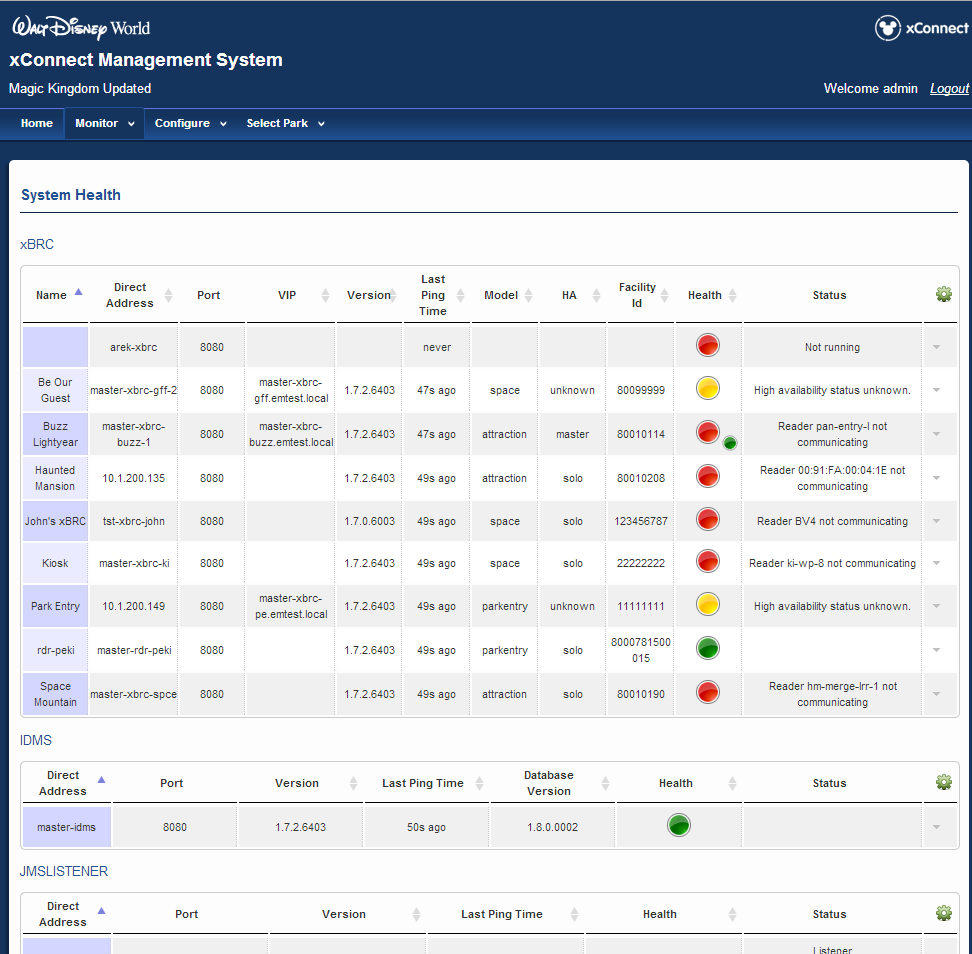 Walt Disney World
xConnect
xConnect Management System
Magic Kingdom Updated
Welcome admin Logout
Home Monitor Configure Select Park
System Health
xBRC
Name Direct Address Port VIP Version Last Ping Time Model HA Facility Id Health Status
arek-xbrc 8080 never Not running
Be Our Guest master-xbrc-gff-2 8080 master-xbrc-gff.emtest.local 1.7.2.6403 47s ago space unknown 80099999 High availability status unknown.
Buzz Lightyear master-xbrc-buzz-1 8080 master-xbrc-buzz.emtest.local 1.7.2.6403 47s ago attraction master 80010114 Reader pan-entry-l not communicating
Haunted Mansion 10.1.200.135 8080 1.7.2.6403 49s ago attraction solo 80010208 Reader 00:91:FA:00:04:1E not communicating
John's xBRC tst-xbrc-john 8080 1.7.0.6003 49s ago space solo 123456787 Reader BV4 not communicating
Kiosk master-xbrc-ki 8080 1.7.2.6403 49s ago space solo 22222222 Reader ki-wp-8 not communicating
Park Entry 10.1.200.149 8080 master-xbrc-pe.emtest.local 1.7.2.6403 49s ago parkentry unknown 11111111 High availability status unknown.
rdr-peki master-rdr-peki 8080 1.7.2.6403 49s ago parkentry solo 8000781500015
Space Mountain master-xbrc-spce 8080 1.7.2.6403 49s ago attraction solo 80010190 Reader hm-merge-lrr-1 not communicating
IDMS
Direct Address Port Version Last Ping Time Database Version Health Status
master-idms 8080 1.7.2.6403 50s ago 1.8.0.0002
JMSLISTENER
Direct Address Port Version Last Ping Time Health Status
Listener